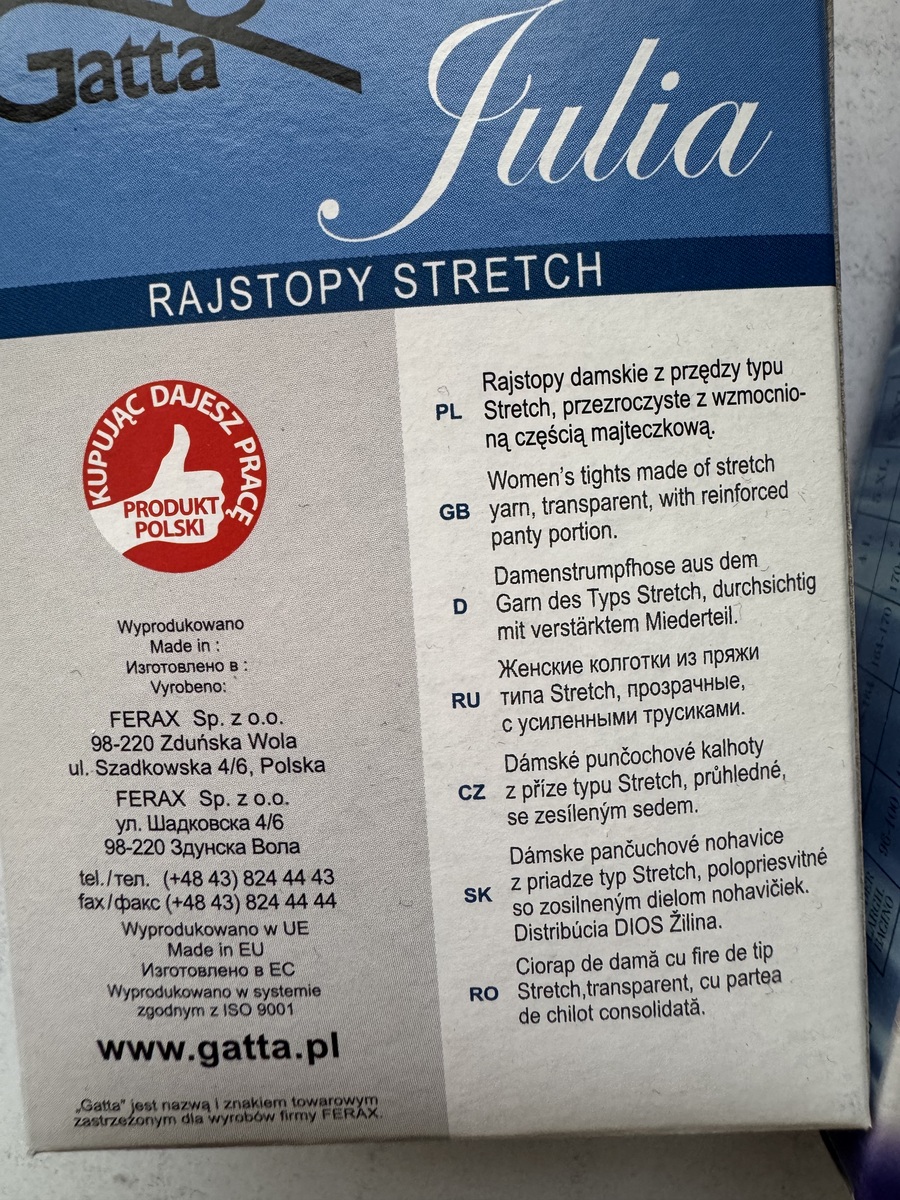 Gatta
Julia
RAJSTOPY STRETCH
KUPUJĄC DAJESZ PRACĘ
PRODUKT
POLSKI
Wyprodukowano
Made in :
Изготовлено в :
Vyrobeno:
FERAX Sp. z o.o.
98-220 Zduńska Wola
ul. Szadkowska 4/6, Polska
FERAX Sp. z o.o.
ул. Шадковска 4/6
98-220 Здунска Вола
tel./тел. (+48 43) 824 44 43
fax/факс (+48 43) 824 44 44
Wyprodukowano w UE
Made in EU
Изготовлено в ЕС
Wyprodukowano w systemie
zgodnym z ISO 9001
www.gatta.pl
„Gatta" jest nazwą i znakiem towarowym
zastrzeżonym dla wyrobów firmy FERAX.
PL
Rajstopy damskie z przędzy typu
Stretch, przezroczyste z wzmocnio-
ną częścią majteczkową.
GB
Women's tights made of stretch
yarn, transparent, with reinforced
panty portion.
D
Damenstrumpfhose aus dem
Garn des Typs Stretch, durchsichtig
mit verstärktem Miederteil.
RU
Женские колготки из пряжи
типа Stretch, прозрачные,
с усиленными трусиками.
CZ
Dámské punčochové kalhoty
z příze typu Stretch, průhledné,
se zesíleným sedem.
SK
Dámske pančuchové nohavice
z priadze typ Stretch, polopriesvitné
so zosilneným dielom nohavičiek.
Distribúcia DIOS Žilina.
RO
Ciorap de damă cu fire de tip
Stretch,transparent, cu partea
de chilot consolidată.
164-170